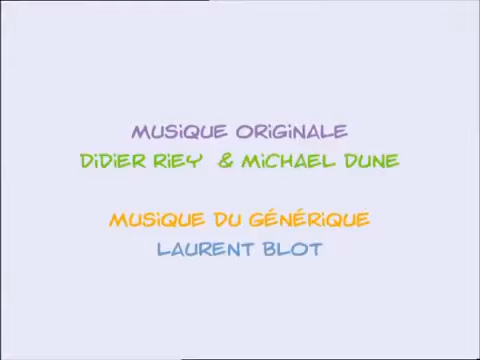 MUSIQUE ORIGINALE
DIDIER RIEY & MICHAEL DUNE
MUSIQUE DU GÉNÉRIQUE
LAURENT BLOT